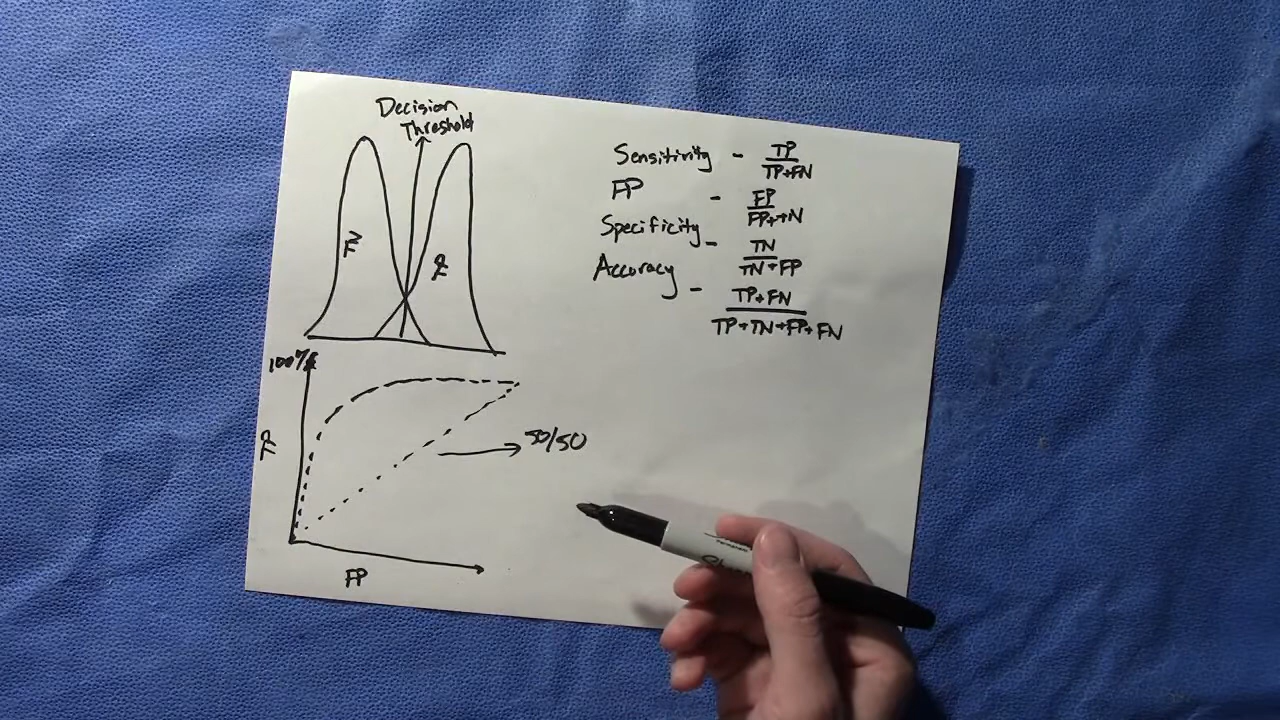 Decision
Threshold
100%
FP
50/50
Sensitivity - TP
TP+FN
FP - FP
FP++N
Specificity - TN
TN+FP
Accuracy - TP+FN
TP+TN+FP+FN